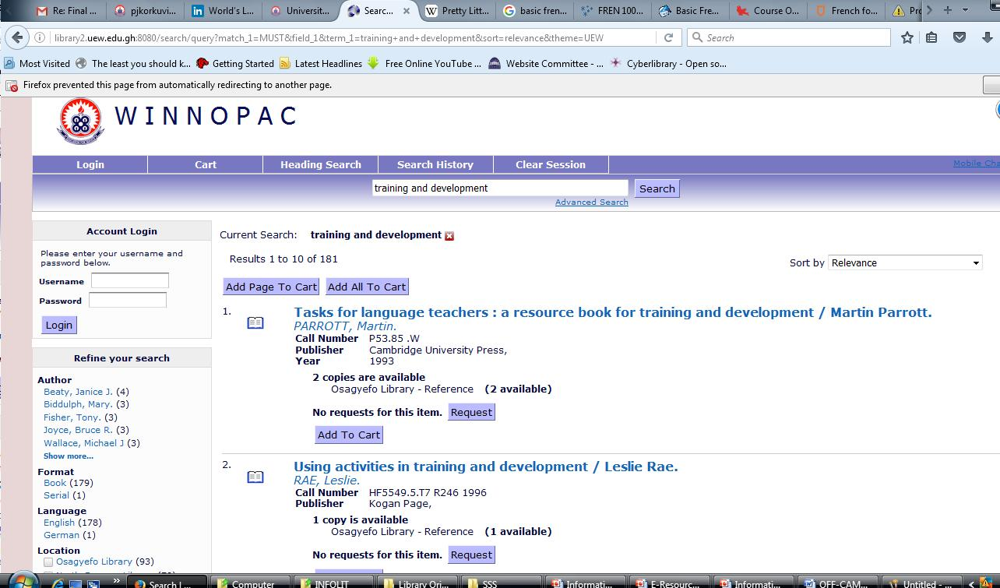 Re: Final ...
pjkorkuvi...
World's L...
Universit...
Searc...
Pretty Litt...
basic fren...
FREN 100...
Basic Fre...
Course O...
French fo...
library2.uew.edu.gh:8080/search/query?match_1=MUST&field_1&term_1=training+and+development&sort=relevance&theme=UEW
Search
Most Visited
The least you should k...
Getting Started
Latest Headlines
Free Online YouTube ...
Website Committee - ...
Cyberlibrary - Open so...
Firefox prevented this page from automatically redirecting to another page.
WINNOPAC
Login Cart Heading Search Search History Clear Session
training and development Search
Advanced Search
Account Login
Please enter your username and
password below.
Username
Password
Login
Refine your search
Author
Beaty, Janice J. (4)
Biddulph, Mary. (3)
Fisher, Tony. (3)
Joyce, Bruce R. (3)
Wallace, Michael J (3)
Show more...
Format
Book (179)
Serial (1)
Language
English (178)
German (1)
Location
Osagyefo Library (93)
Current Search: training and development
Results 1 to 10 of 181
Sort by Relevance
Add Page To Cart Add All To Cart
1.
Tasks for language teachers : a resource book for training and development / Martin Parrott.
PARROTT, Martin.
Call Number P53.85 .W
Publisher Cambridge University Press,
Year 1993
2 copies are available
Osagyefo Library - Reference (2 available)
No requests for this item. Request
Add To Cart
2.
Using activities in training and development / Leslie Rae.
RAE, Leslie.
Call Number HF5549.5.T7 R246 1996
Publisher Kogan Page,
1 copy is available
Osagyefo Library - Reference (1 available)
No requests for this item. Request
Search L...
Computer
INFOLIT
Library Ori...
SSS
Informati...
E-Resourc...
Informati...
OFF-CAM...
Untitled - ...